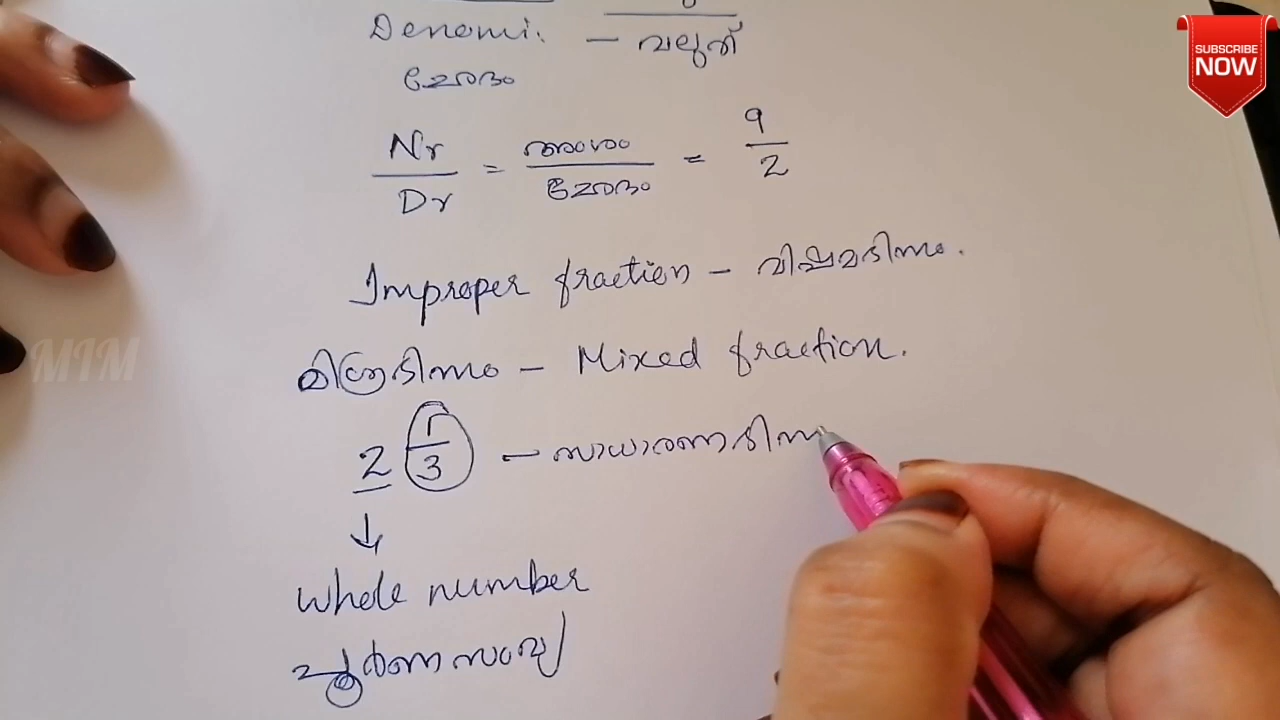 Denomi. – വലുത്
ഛേദം
Nr/Dr = അംശം/ഛേദം = 9/2
Improper fraction – വിഷമഭിന്നം.
മിശ്രഭിന്നം – Mixed fraction.
2 1/3 – സാധാരണഭിന്ന
↓
Whole number
പൂർണസംഖ്യ
SUBSCRIBE
NOW
MIM